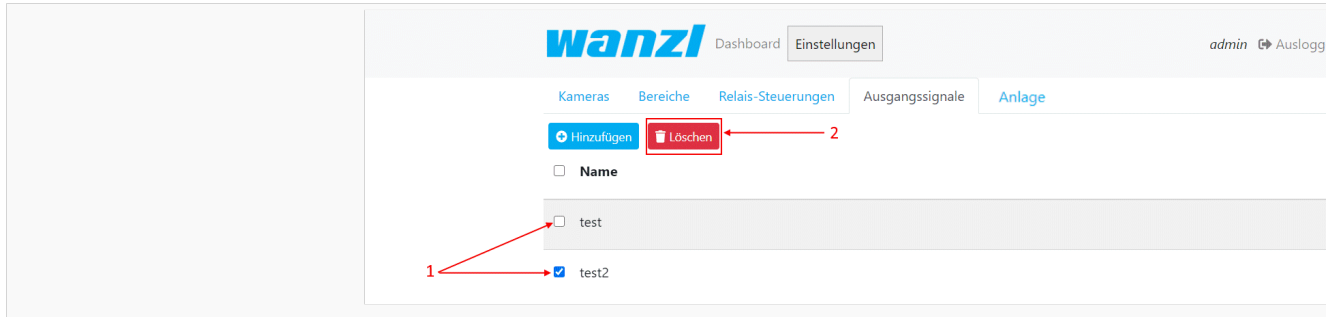 wanzl Dashboard Einstellungen admin Auslogg
Kameras Bereiche Relais-Steuerungen Ausgangssignale Anlage
Hinzufügen Löschen 2
Name
test
1
test2